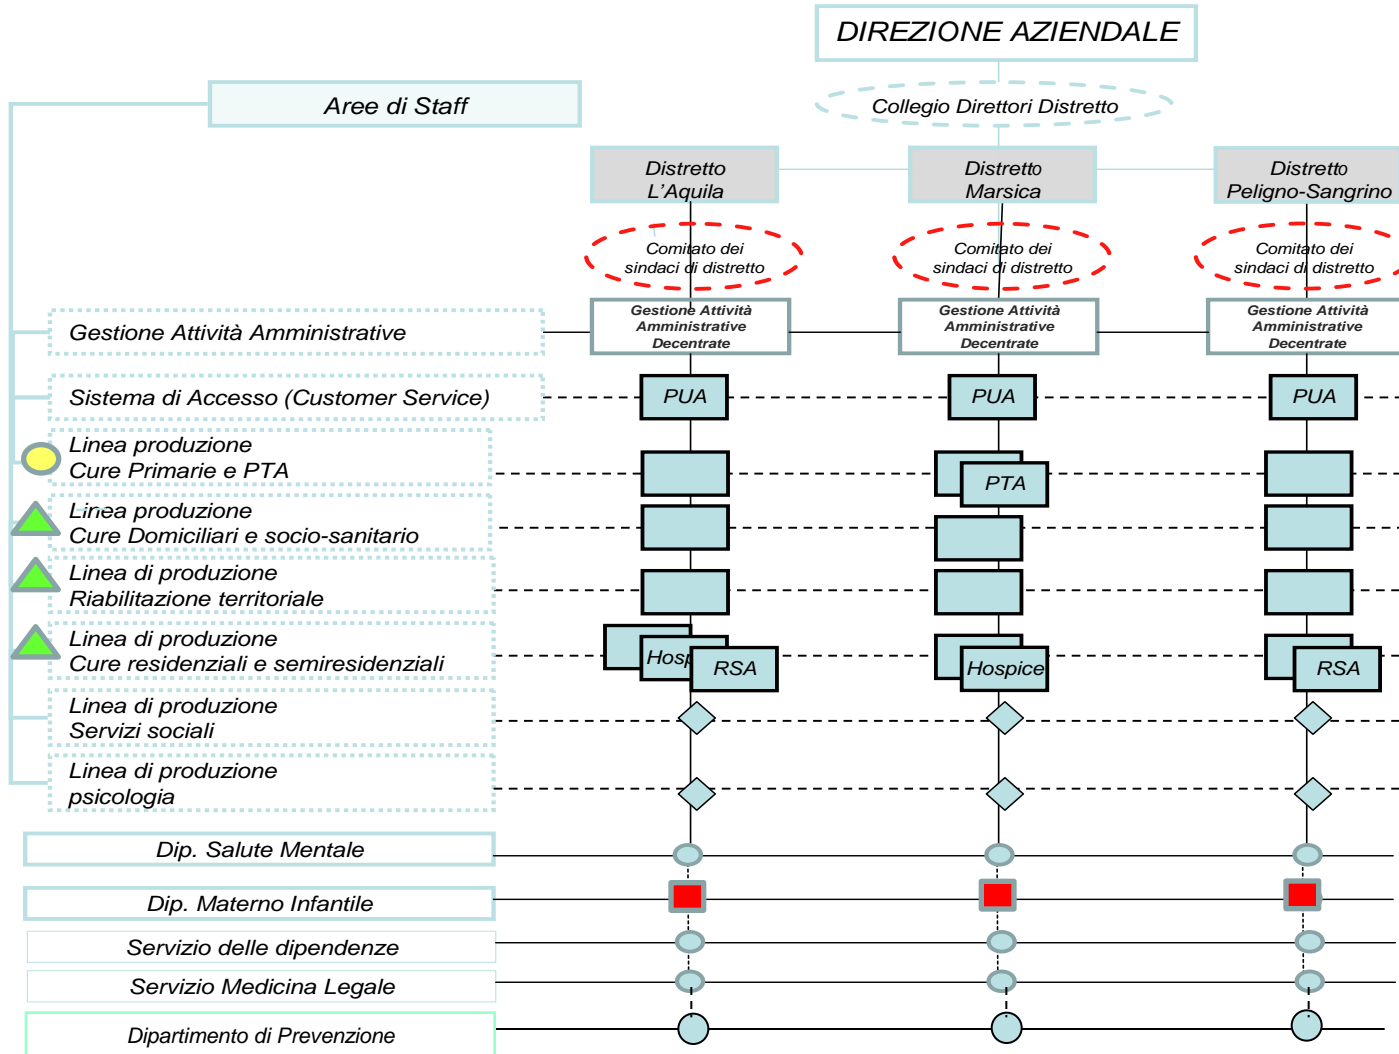 DIREZIONE AZIENDALE
Aree di Staff
Collegio Direttori Distretto
Distretto
L'Aquila
Distretto
Marsica
Distretto
Peligno-Sangrino
Comitato dei
sindaci di distretto
Comitato dei
sindaci di distretto
Comitato dei
sindaci di distretto
Gestione Attività Amministrative
Gestione Attività
Amministrative
Decentrate
Gestione Attività
Amministrative
Decentrate
Gestione Attività
Amministrative
Decentrate
Sistema di Accesso (Customer Service)
PUA
PUA
PUA
Linea produzione
Cure Primarie e PTA
PTA
Linea produzione
Cure Domiciliari e socio-sanitario
Linea di produzione
Riabilitazione territoriale
Linea di produzione
Cure residenziali e semiresidenziali
Hosp
RSA
Hospice
RSA
Linea di produzione
Servizi sociali
Linea di produzione
psicologia
Dip. Salute Mentale
Dip. Materno Infantile
Servizio delle dipendenze
Servizio Medicina Legale
Dipartimento di Prevenzione